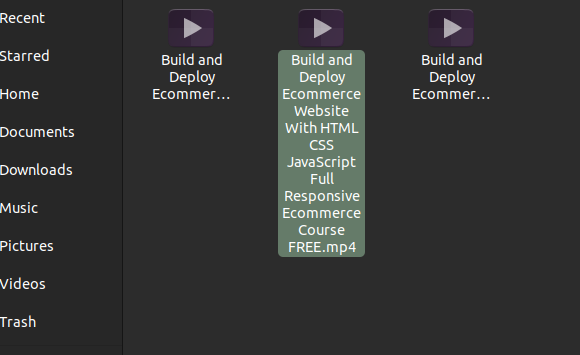 Recent
Starred
Home
Documents
Downloads
Music
Pictures
Videos
Trash
Build and
Deploy
Ecommer…
Build and
Deploy
Ecommerce
Website
With HTML
CSS
JavaScript
Full
Responsive
Ecommerce
Course
FREE.mp4
Build and
Deploy
Ecommer…